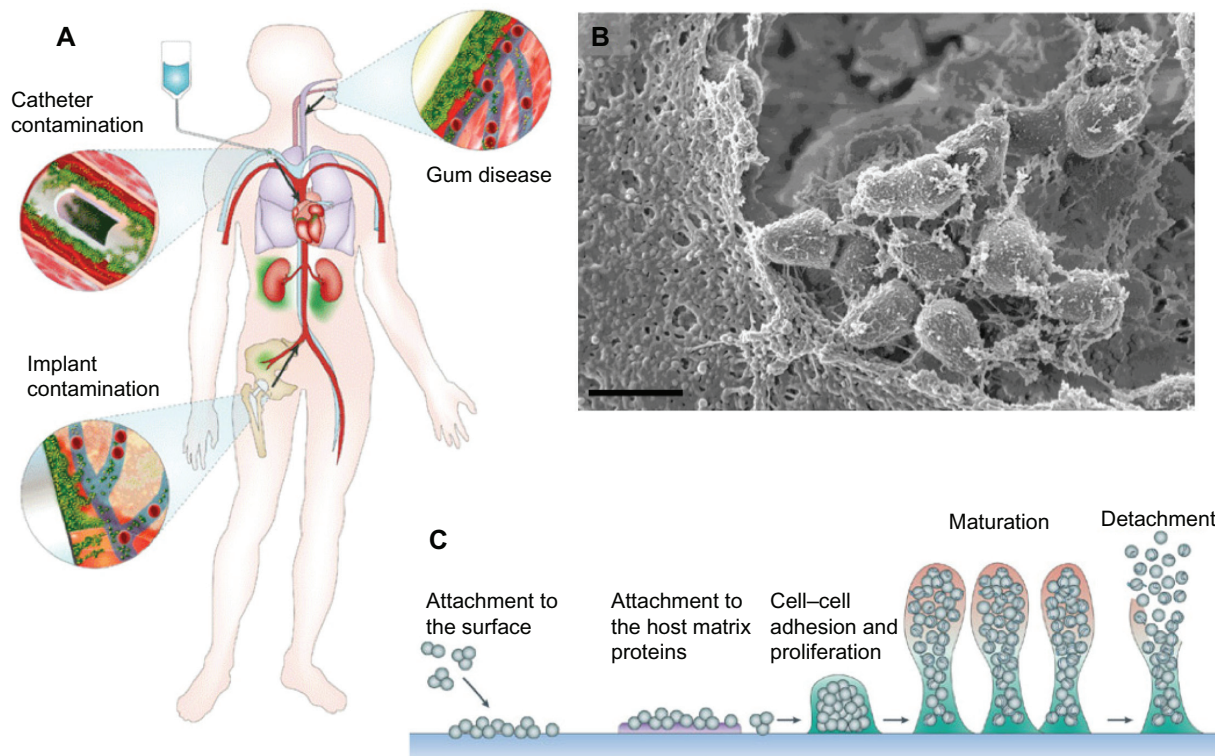 A
Catheter
contamination
Gum disease
Implant
contamination
B
C
Attachment to
the surface
Attachment to
the host matrix
proteins
Cell–cell
adhesion and
proliferation
Maturation
Detachment